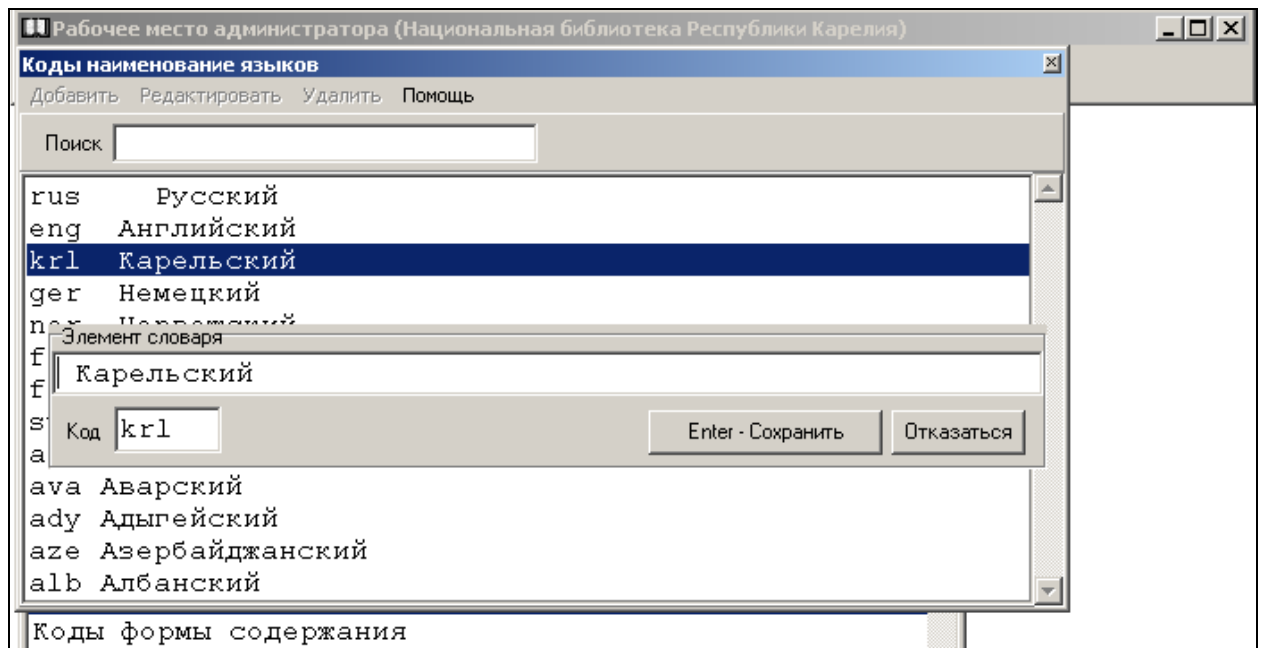 Рабочее место администратора (Национальная библиотека Республики Карелия)
Коды наименование языков
Добавить Редактировать Удалить Помощь
Поиск
rus Русский
eng Английский
krl Карельский
ger Немецкий
Элемент словаря
Карельский
Код krl Enter - Сохранить Отказаться
ava Аварский
ady Адыгейский
aze Азербайджанский
alb Албанский
Коды формы содержания